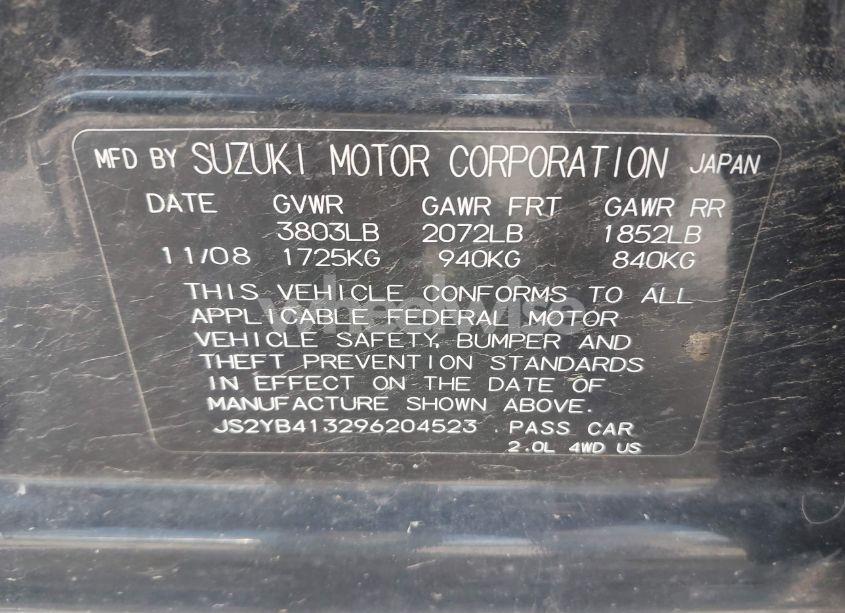 MFD BY SUZUKI MOTOR CORPORATION JAPAN
DATE GVWR GAWR FRT GAWR RR
3803LB 2072LB 1852LB
11/08 1725KG 940KG 840KG
THIS VEHICLE CONFORMS TO ALL
APPLICABLE FEDERAL MOTOR
VEHICLE SAFETY, BUMPER AND
THEFT PREVENTION STANDARDS
IN EFFECT ON THE DATE OF
MANUFACTURE SHOWN ABOVE.
JS2YB413296204523 . PASS CAR
2.0L 4WD US